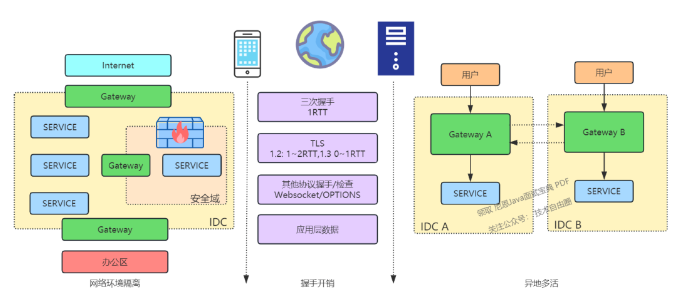 Internet
Gateway
SERVICE
SERVICE
Gateway
SERVICE
SERVICE
安全域
IDC
Gateway
办公区
网络环境隔离
三次握手
1RTT
TLS
1.2: 1~2RTT,1.3 0~1RTT
其他协议握手/检查
Websocket/OPTIONS
应用层数据
握手开销
用户
用户
Gateway A
Gateway B
SERVICE
SERVICE
领取 尼恩Java面试宝典 PDF
关注公众号：技术自由圈
IDC A
IDC B
异地多活